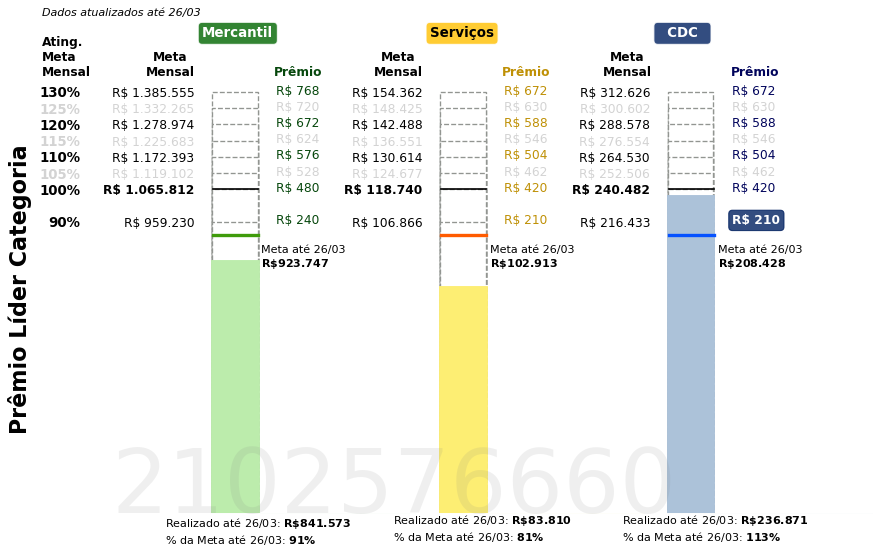 Dados atualizados até 26/03
Mercantil Serviços CDC
Ating. Meta Mensal
Meta Mensal Prêmio Meta Mensal Prêmio Meta Mensal Prêmio
130% R$ 1.385.555 R$ 768 R$ 154.362 R$ 672 R$ 312.626 R$ 672
125% R$ 1.332.265 R$ 720 R$ 148.425 R$ 630 R$ 300.602 R$ 630
120% R$ 1.278.974 R$ 672 R$ 142.488 R$ 588 R$ 288.578 R$ 588
115% R$ 1.225.683 R$ 624 R$ 136.551 R$ 546 R$ 276.554 R$ 546
110% R$ 1.172.393 R$ 576 R$ 130.614 R$ 504 R$ 264.530 R$ 504
105% R$ 1.119.102 R$ 528 R$ 124.677 R$ 462 R$ 252.506 R$ 462
100% R$ 1.065.812 R$ 480 R$ 118.740 R$ 420 R$ 240.482 R$ 420
90% R$ 959.230 R$ 240 R$ 106.866 R$ 210 R$ 216.433 R$ 210
Meta até 26/03 Meta até 26/03 Meta até 26/03
R$923.747 R$102.913 R$208.428
Prêmio Líder Categoria
2102576660
Realizado até 26/03: R$841.573 Realizado até 26/03: R$83.810 Realizado até 26/03: R$236.871
% da Meta até 26/03: 91% % da Meta até 26/03: 81% % da Meta até 26/03: 113%